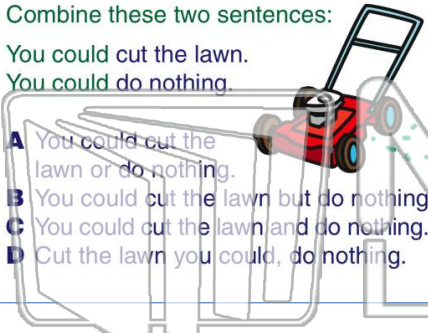 Combine these two sentences:
You could cut the lawn.
You could do nothing.
A You could cut the
lawn or do nothing.
B You could cut the lawn but do nothing
C You could cut the lawn and do nothing.
D Cut the lawn you could, do nothing.